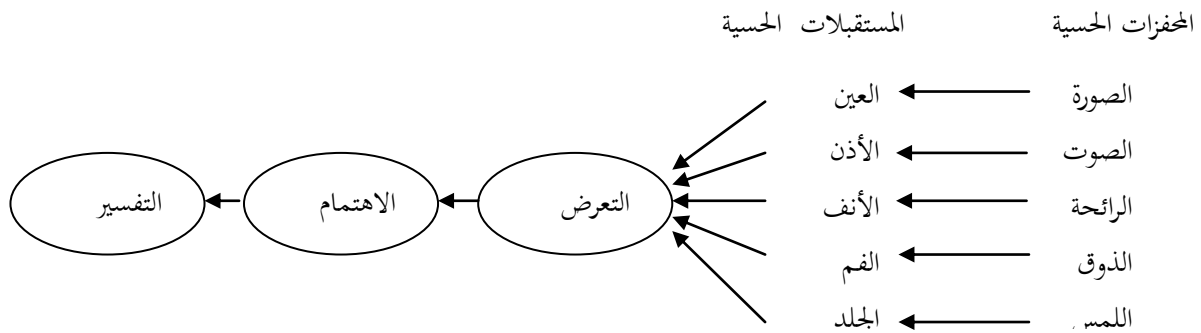 المحفزات الحسية المستقبلات الحسية
الصورة العين
الصوت الأذن
الرائحة الأنف التعرض الاهتمام التفسير
الذوق الفم
اللمس الجلد